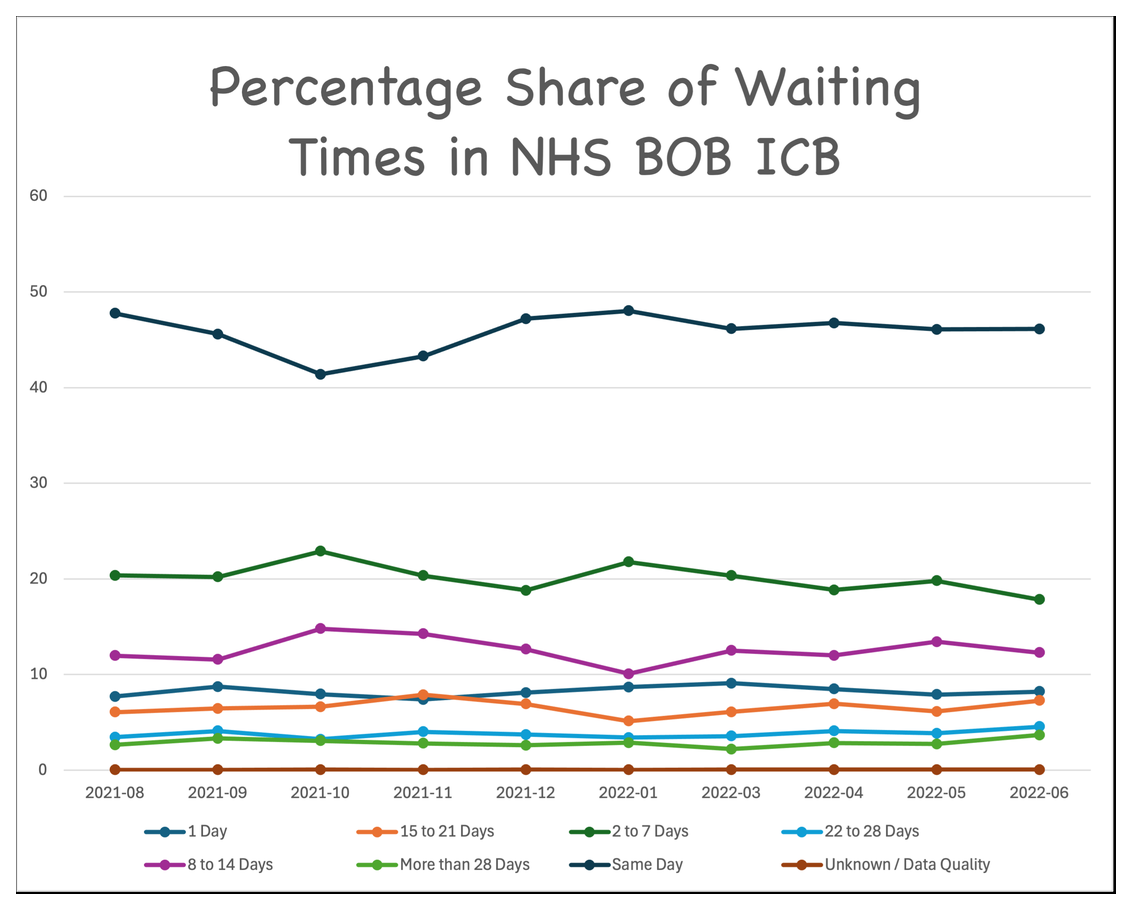 Percentage Share of Waiting
Times in NHS BOB ICB
60
50
40
30
20
10
0
2021-08 2021-09 2021-10 2021-11 2021-12 2022-01 2022-03 2022-04 2022-05 2022-06
1 Day 15 to 21 Days 2 to 7 Days 22 to 28 Days
8 to 14 Days More than 28 Days Same Day Unknown / Data Quality